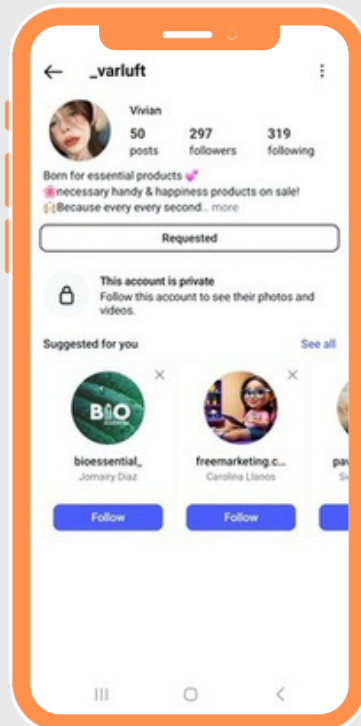 _varluft
Vivian
50 297 319
posts followers following
Born for essential products 💕
🌸necessary handy & happiness products on sale!
🙌Because every every second... more
Requested
This account is private
Follow this account to see their photos and
videos.
Suggested for you See all
BIO
bioessential_ freemarketing.c...
Jomairy Diaz Carolina Llanos
Follow Follow